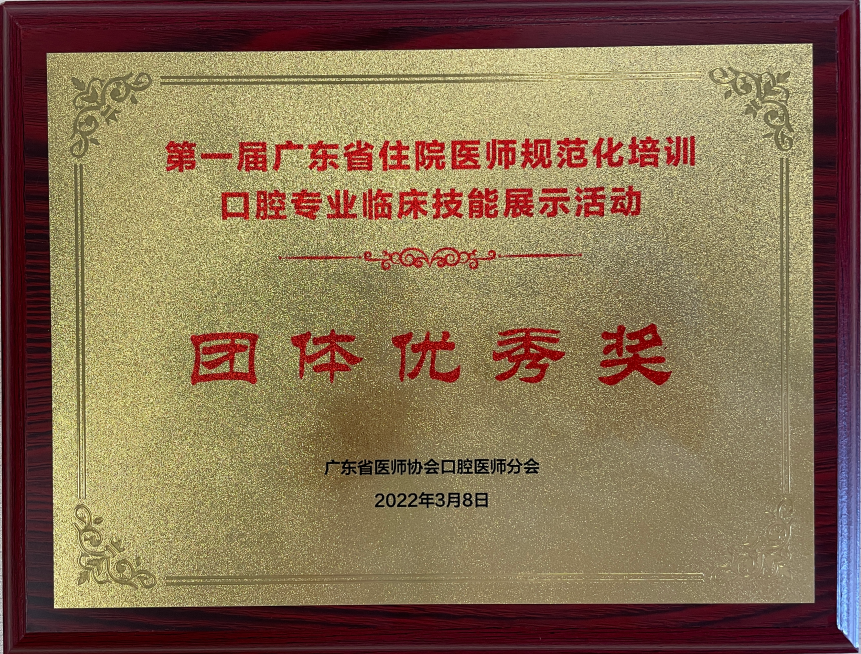 第一届广东省住院医师规范化培训
口腔专业临床技能展示活动
团体优秀奖
广东省医师协会口腔医师分会
2022年3月8日